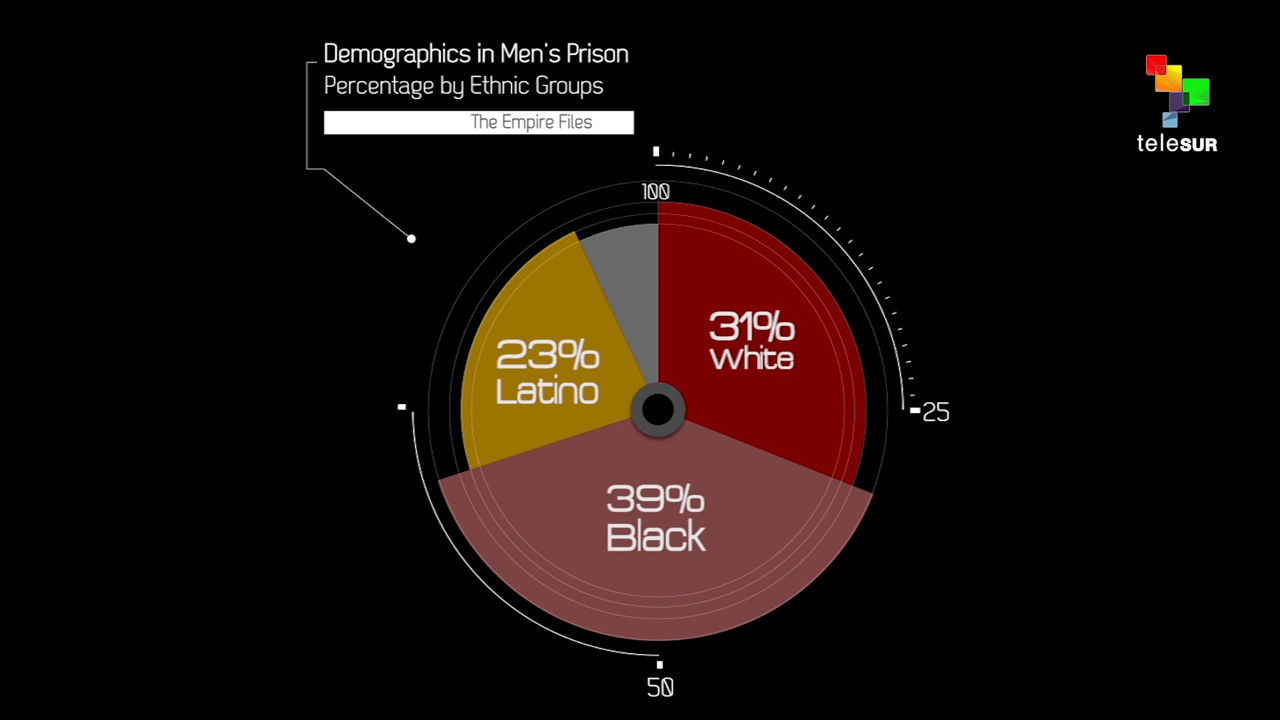 Demographics in Men's Prison
Percentage by Ethnic Groups
The Empire Files
teleSUR
100
31%
White
23%
Latino
25
39%
Black
50